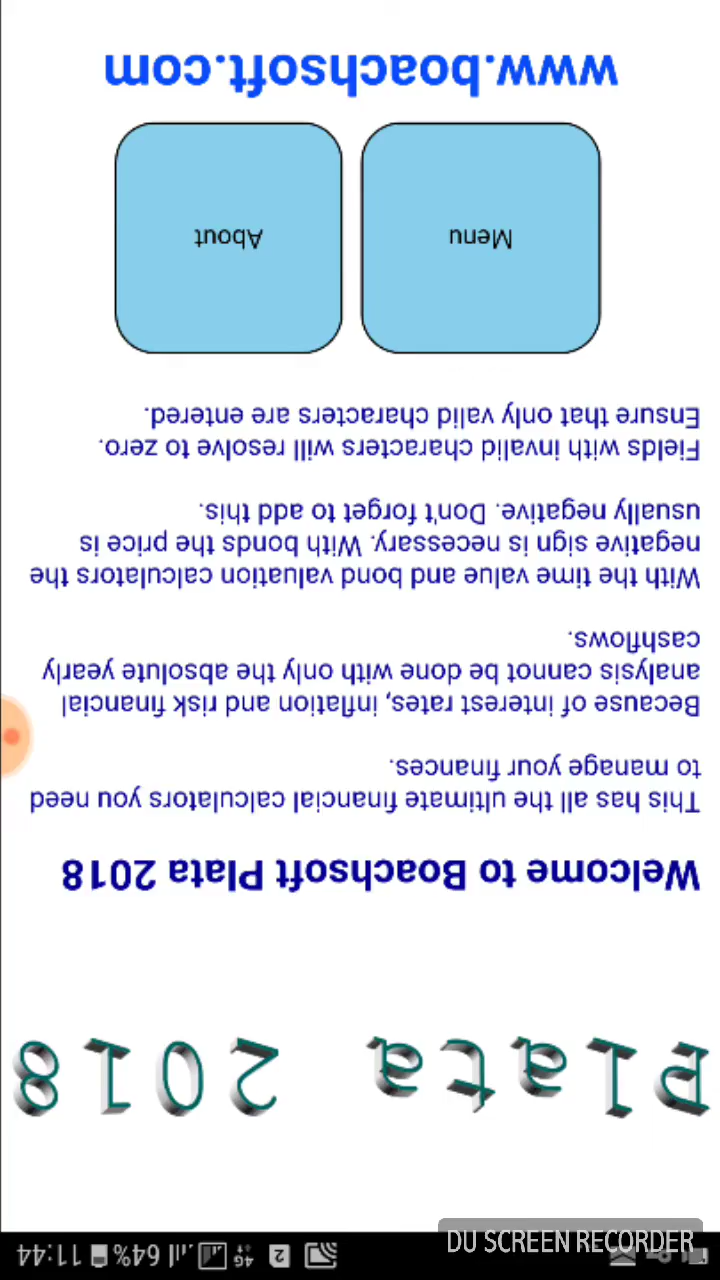 2 4G 64% 11:44
Plata 2018
Welcome to Boachsoft Plata 2018
This has all the ultimate financial calculators you need
to manage your finances.
Because of interest rates, inflation and risk financial
analysis cannot be done with only the absolute yearly
cashflows.
With the time value and bond valuation calculators the
negative sign is necessary. With bonds the price is
usually negative. Don't forget to add this.
Fields with invalid characters will resolve to zero.
Ensure that only valid characters are entered.
Menu About
www.boachsoft.com
DU SCREEN RECORDER